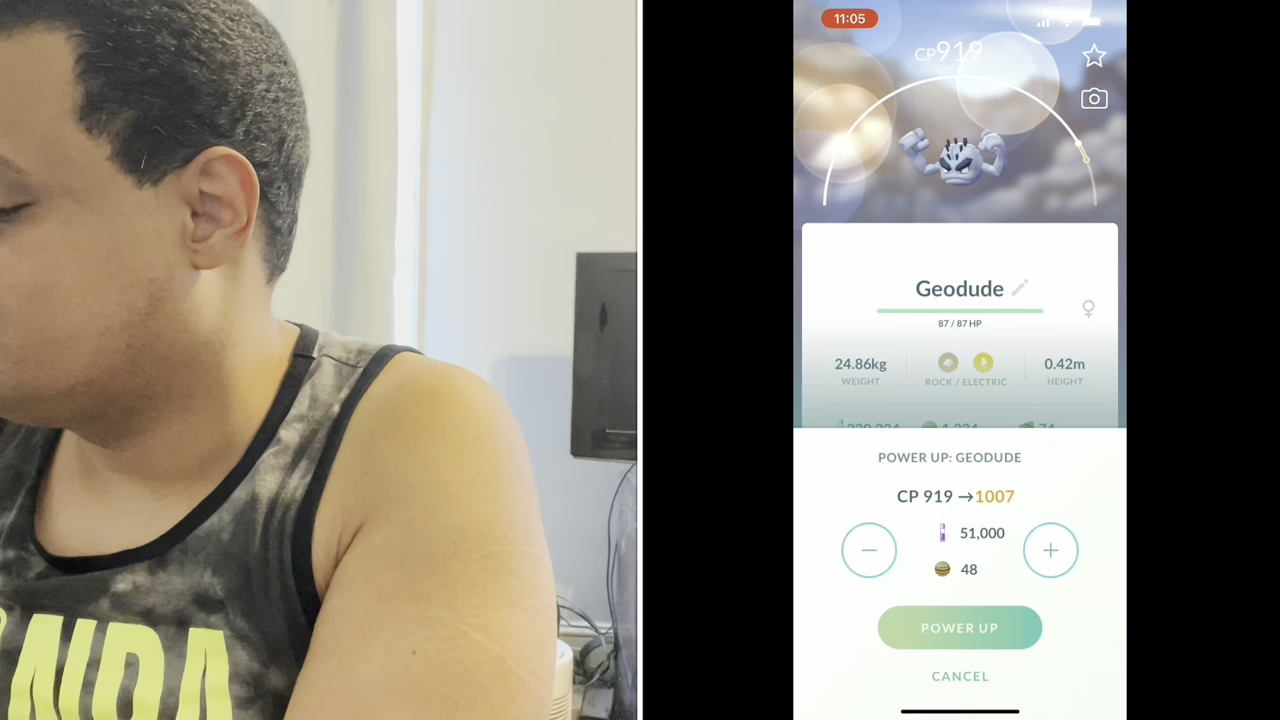 11:05
CP919
Geodude
87 / 87 HP
24.86kg
WEIGHT
ROCK / ELECTRIC
0.42m
HEIGHT
POWER UP: GEODUDE
CP 919 →1007
51,000
48
POWER UP
CANCEL